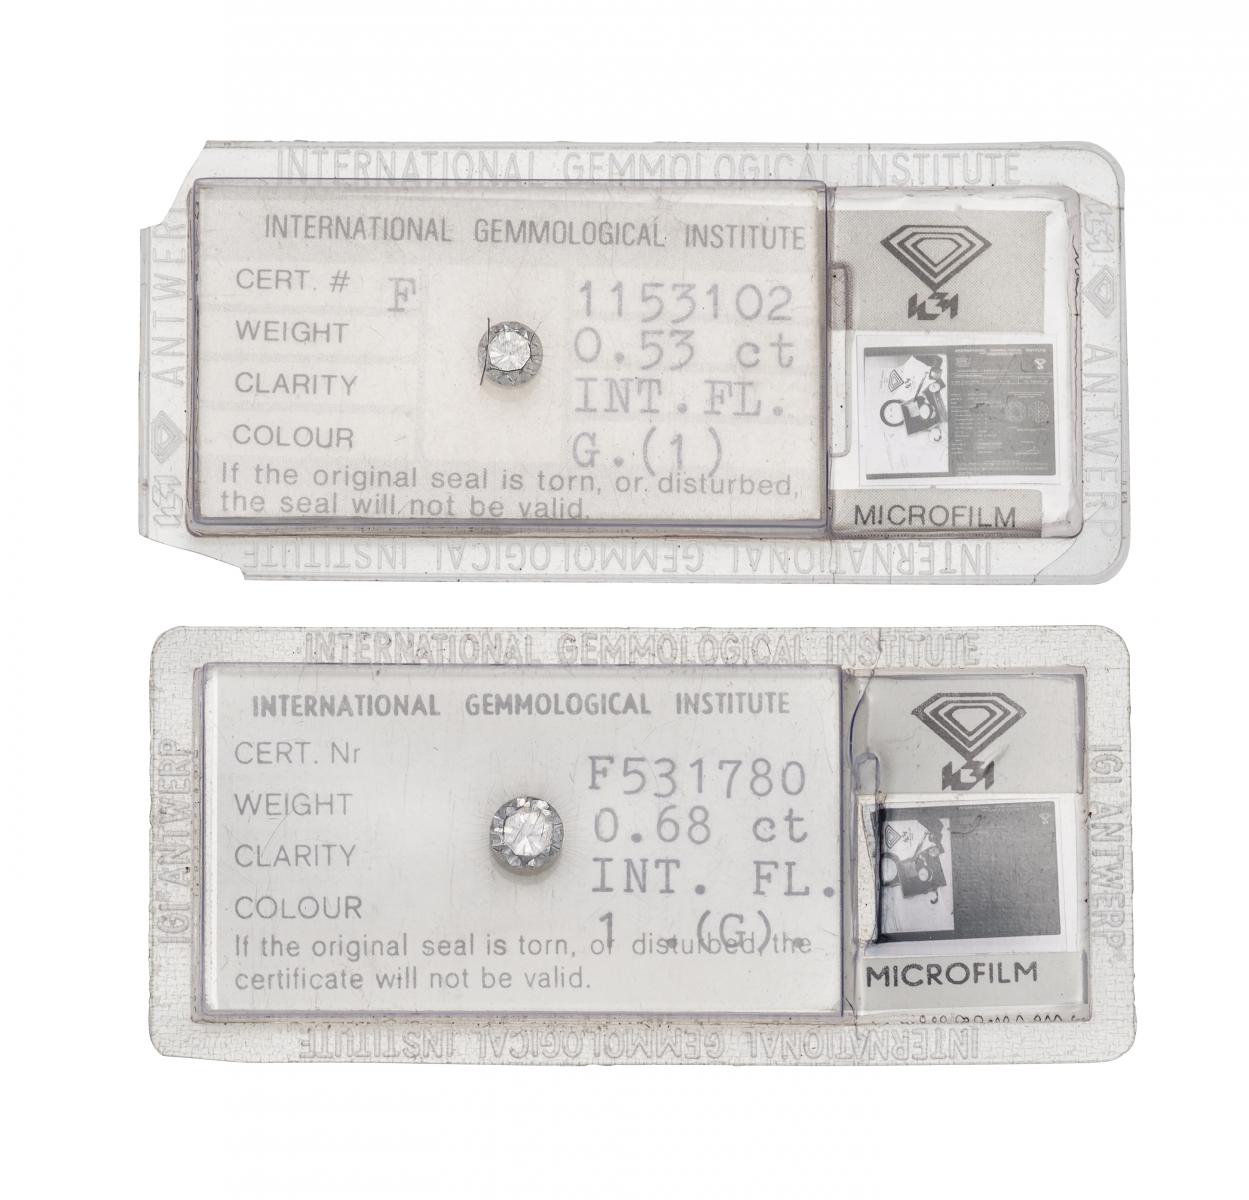 INTERNATIONAL GEMMOLOGICAL INSTITUTE
INTERNATIONAL GEMMOLOGICAL INSTITUTE
CERT. # F 1153102
WEIGHT 0.53 ct
CLARITY INT.FL.
COLOUR G.(1)
If the original seal is torn, or disturbed,
the seal will not be valid.
IGI
MICROFILM
ANTWERP
IGI
IGI
ANTWERP
INTERNATIONAL GEMMOLOGICAL INSTITUTE
INTERNATIONAL GEMMOLOGICAL INSTITUTE
INTERNATIONAL GEMMOLOGICAL INSTITUTE
CERT. Nr F531780
WEIGHT 0.68 ct
CLARITY INT. FL.
COLOUR 1 .(G).
If the original seal is torn, or disturbed, the
certificate will not be valid.
IGI
MICROFILM
IGI ANTWERP
IGI ANTWERP
INTERNATIONAL GEMMOLOGICAL INSTITUTE